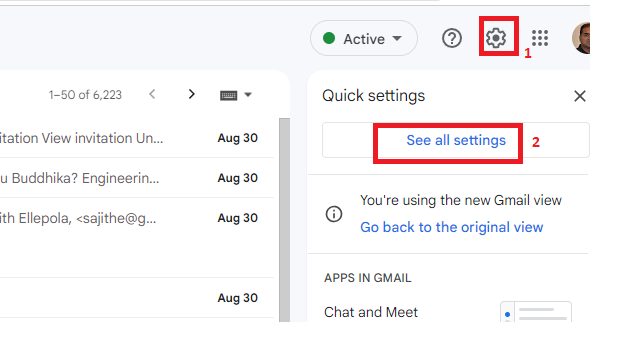 Active
1
1–50 of 6,223
Quick settings
itation View invitation Un... Aug 30
See all settings 2
u Buddhika? Engineerin... Aug 30
You're using the new Gmail view
ith Ellepola, <sajithe@g... Aug 30
Go back to the original view
APPS IN GMAIL
Aug 30
Chat and Meet